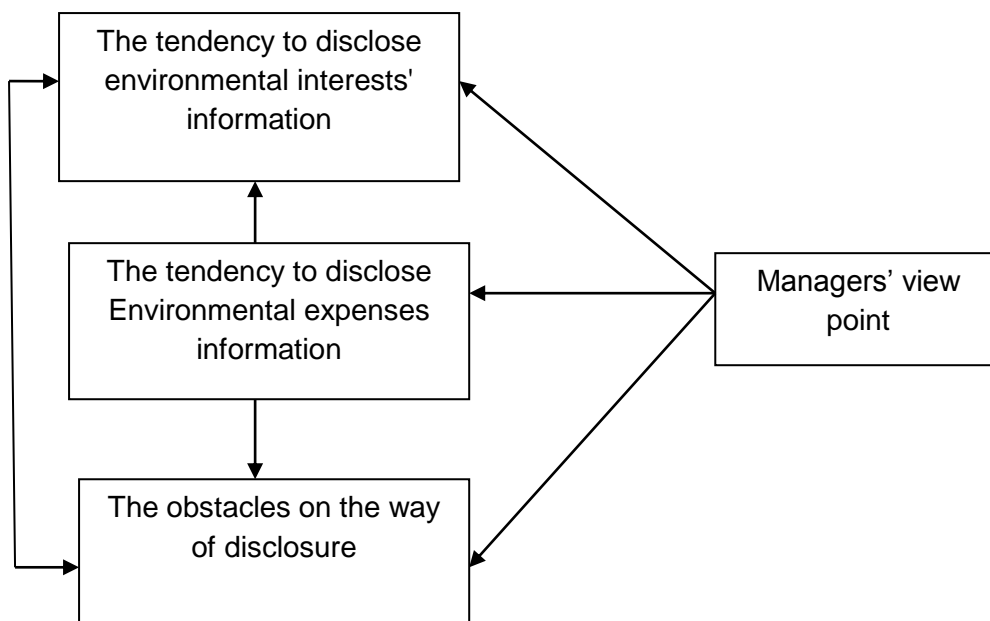 The tendency to disclose
environmental interests'
information
The tendency to disclose
Environmental expenses
information
Managers’ view
point
The obstacles on the way
of disclosure